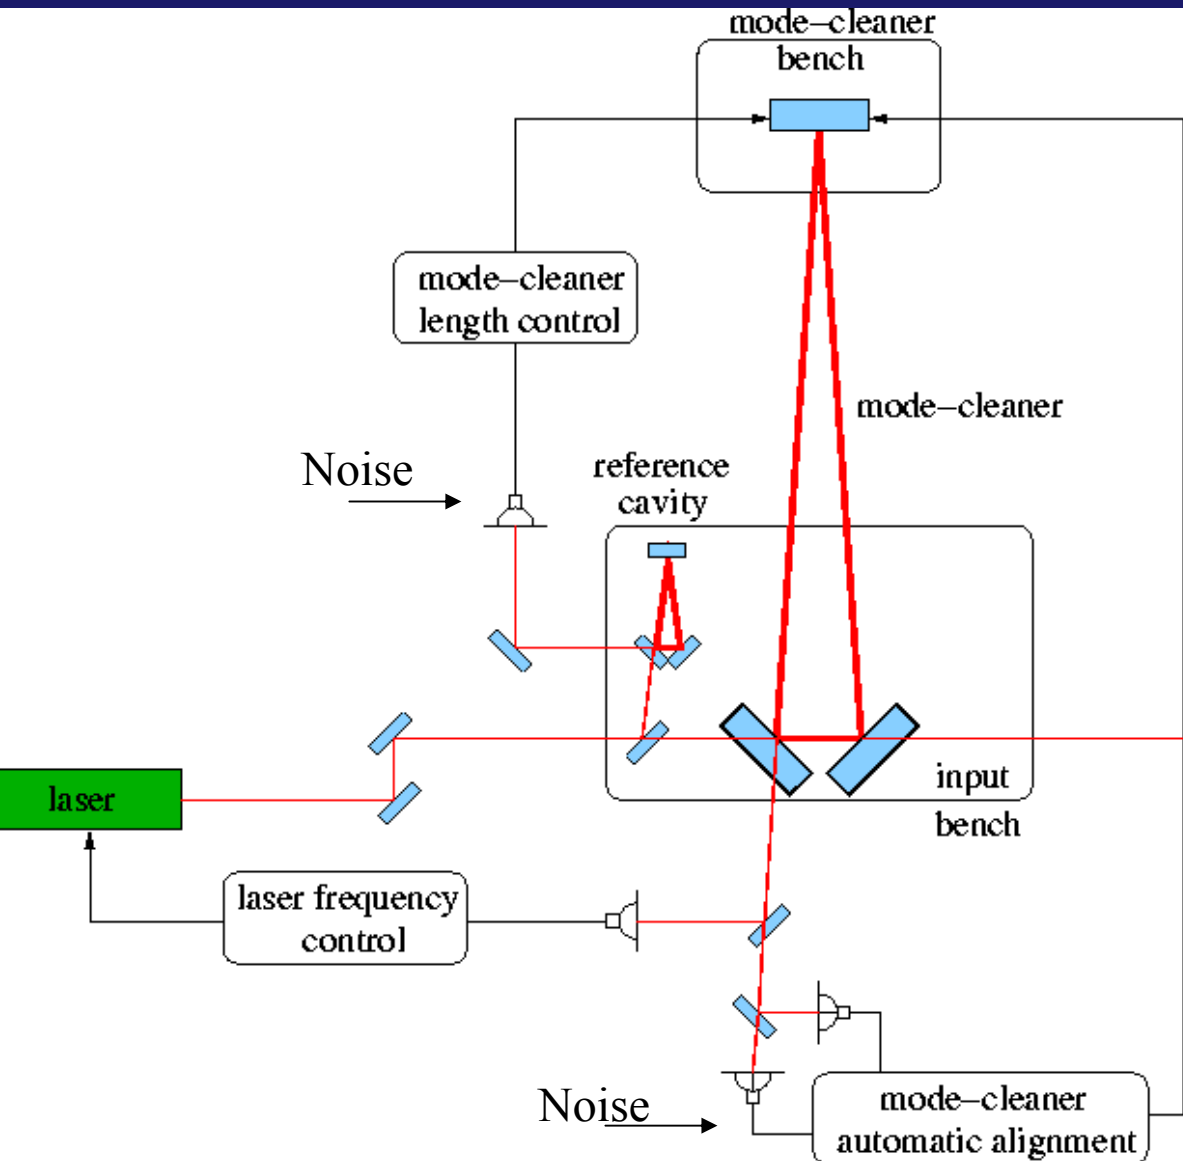 mode–cleaner
bench
mode–cleaner
length control
mode–cleaner
Noise
reference
cavity
input
bench
laser
laser frequency
control
Noise
mode–cleaner
automatic alignment